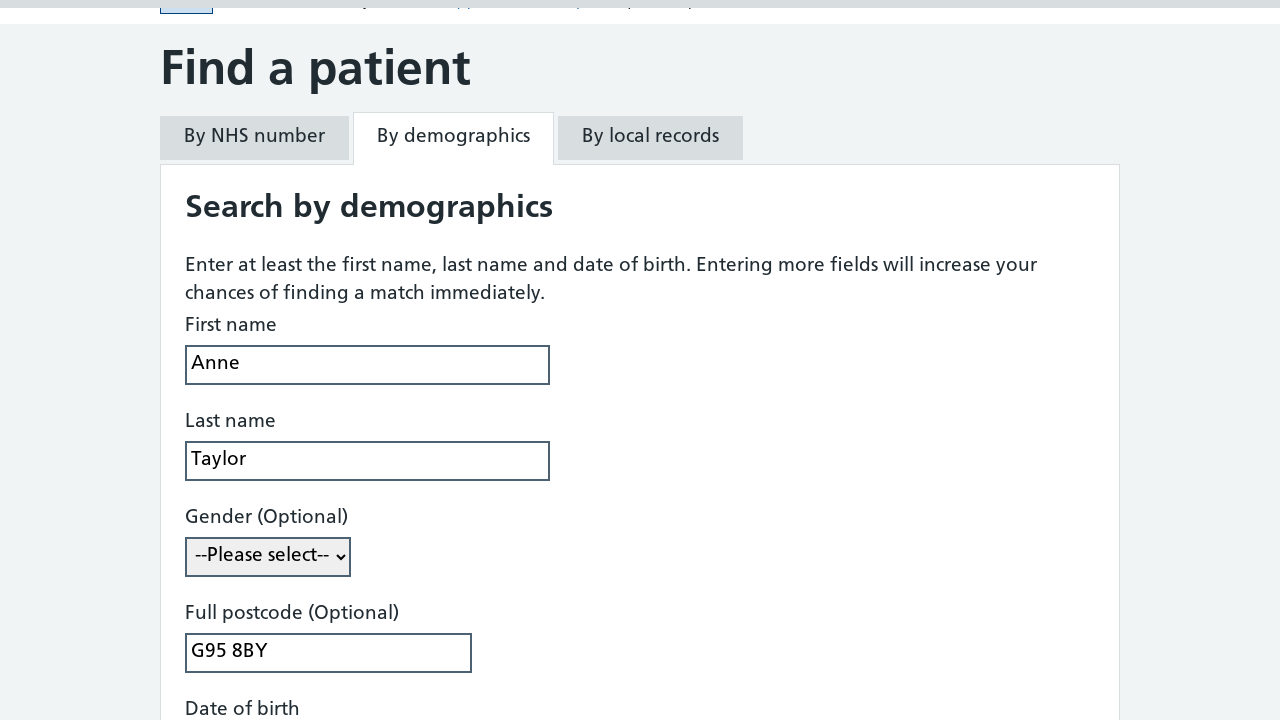 Find a patient
By NHS number
By demographics
By local records
Search by demographics
Enter at least the first name, last name and date of birth. Entering more fields will increase your
chances of finding a match immediately.
First name
Anne
Last name
Taylor
Gender (Optional)
--Please select--
Full postcode (Optional)
G95 8BY
Date of birth